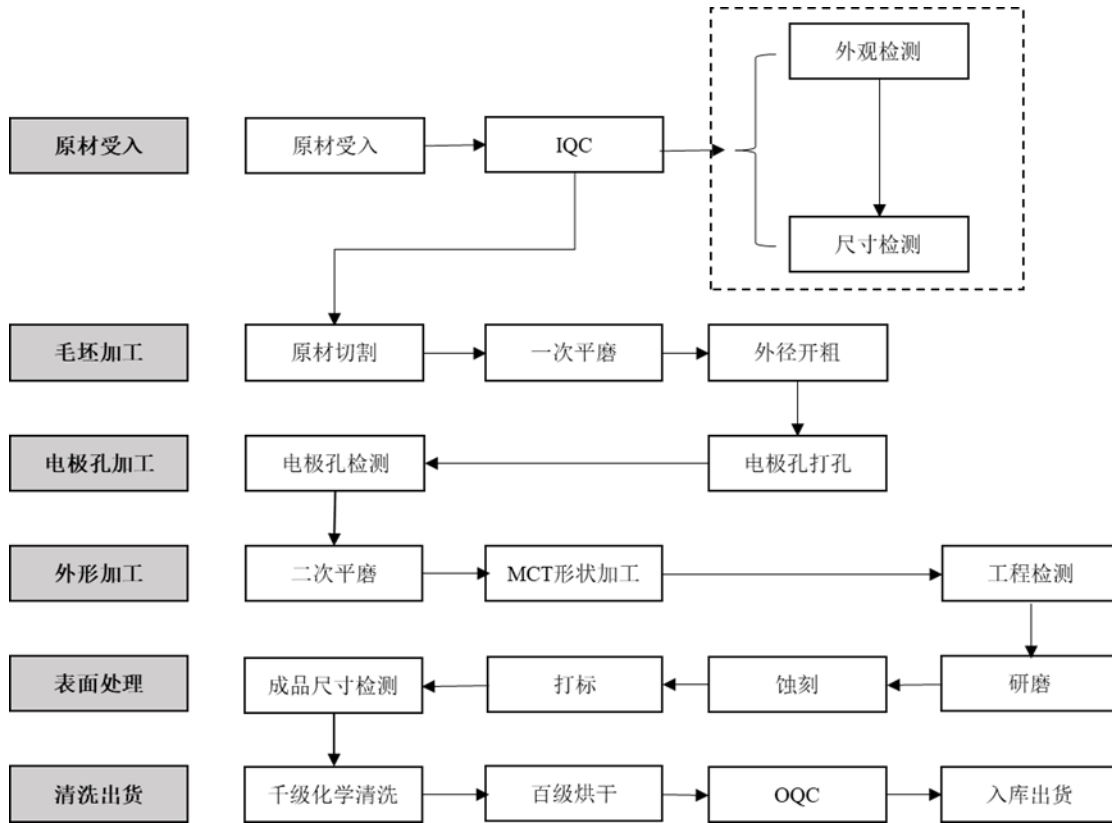 外观检测
原材受入
原材受入
IQC
尺寸检测
毛坯加工
原材切割
一次平磨
外径开粗
电极孔加工
电极孔检测
电极孔打孔
外形加工
二次平磨
MCT形状加工
工程检测
表面处理
成品尺寸检测
打标
蚀刻
研磨
清洗出货
千级化学清洗
百级烘干
OQC
入库出货